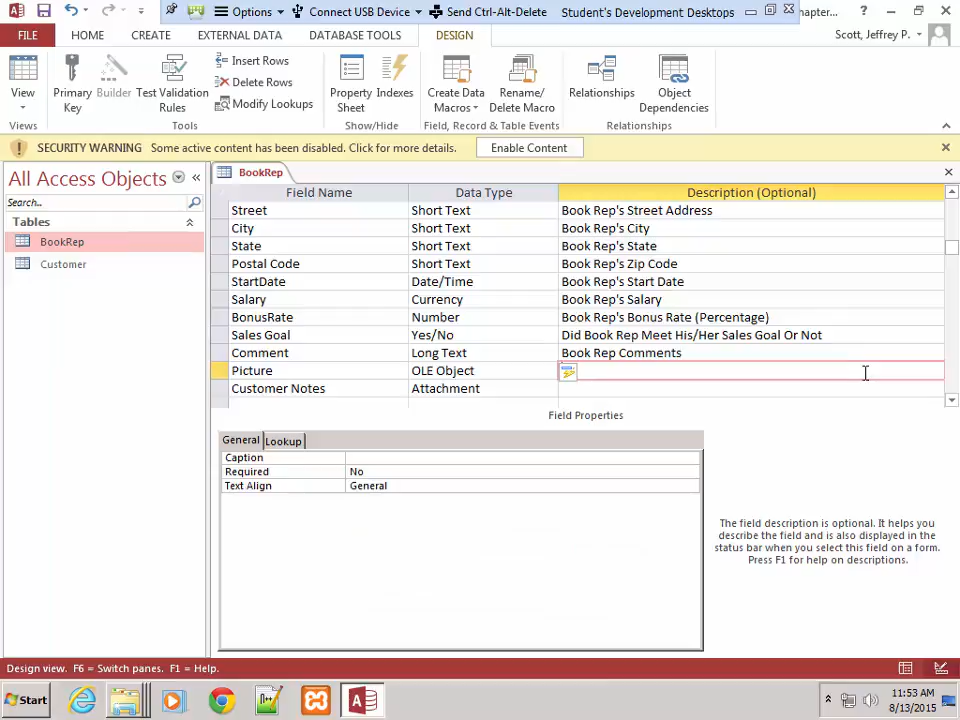 Options
Connect USB Device
Send Ctrl-Alt-Delete
Student's Development Desktops
hapter...
?
FILE
HOME
CREATE
EXTERNAL DATA
DATABASE TOOLS
DESIGN
Scott, Jeffrey P.
View
Primary Key
Builder
Test Validation Rules
Insert Rows
Delete Rows
Modify Lookups
Property Sheet
Indexes
Create Data Macros
Rename/ Delete Macro
Relationships
Object Dependencies
Views
Tools
Show/Hide
Field, Record & Table Events
Relationships
SECURITY WARNING Some active content has been disabled. Click for more details.
Enable Content
All Access Objects
Search...
Tables
BookRep
Customer
BookRep
Field Name Data Type Description (Optional)
Street Short Text Book Rep's Street Address
City Short Text Book Rep's City
State Short Text Book Rep's State
Postal Code Short Text Book Rep's Zip Code
StartDate Date/Time Book Rep's Start Date
Salary Currency Book Rep's Salary
BonusRate Number Book Rep's Bonus Rate (Percentage)
Sales Goal Yes/No Did Book Rep Meet His/Her Sales Goal Or Not
Comment Long Text Book Rep Comments
Picture OLE Object
Customer Notes Attachment
Field Properties
General Lookup
Caption
Required No
Text Align General
The field description is optional. It helps you
describe the field and is also displayed in the
status bar when you select this field on a form.
Press F1 for help on descriptions.
Design view. F6 = Switch panes. F1 = Help.
Start
11:53 AM
8/13/2015